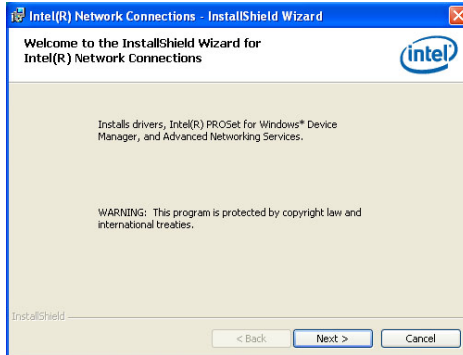 Intel(R) Network Connections - InstallShield Wizard
Welcome to the InstallShield Wizard for
Intel(R) Network Connections
intel
Installs drivers, Intel(R) PROSet for Windows* Device
Manager, and Advanced Networking Services.
WARNING: This program is protected by copyright law and
international treaties.
InstallShield
< Back
Next >
Cancel